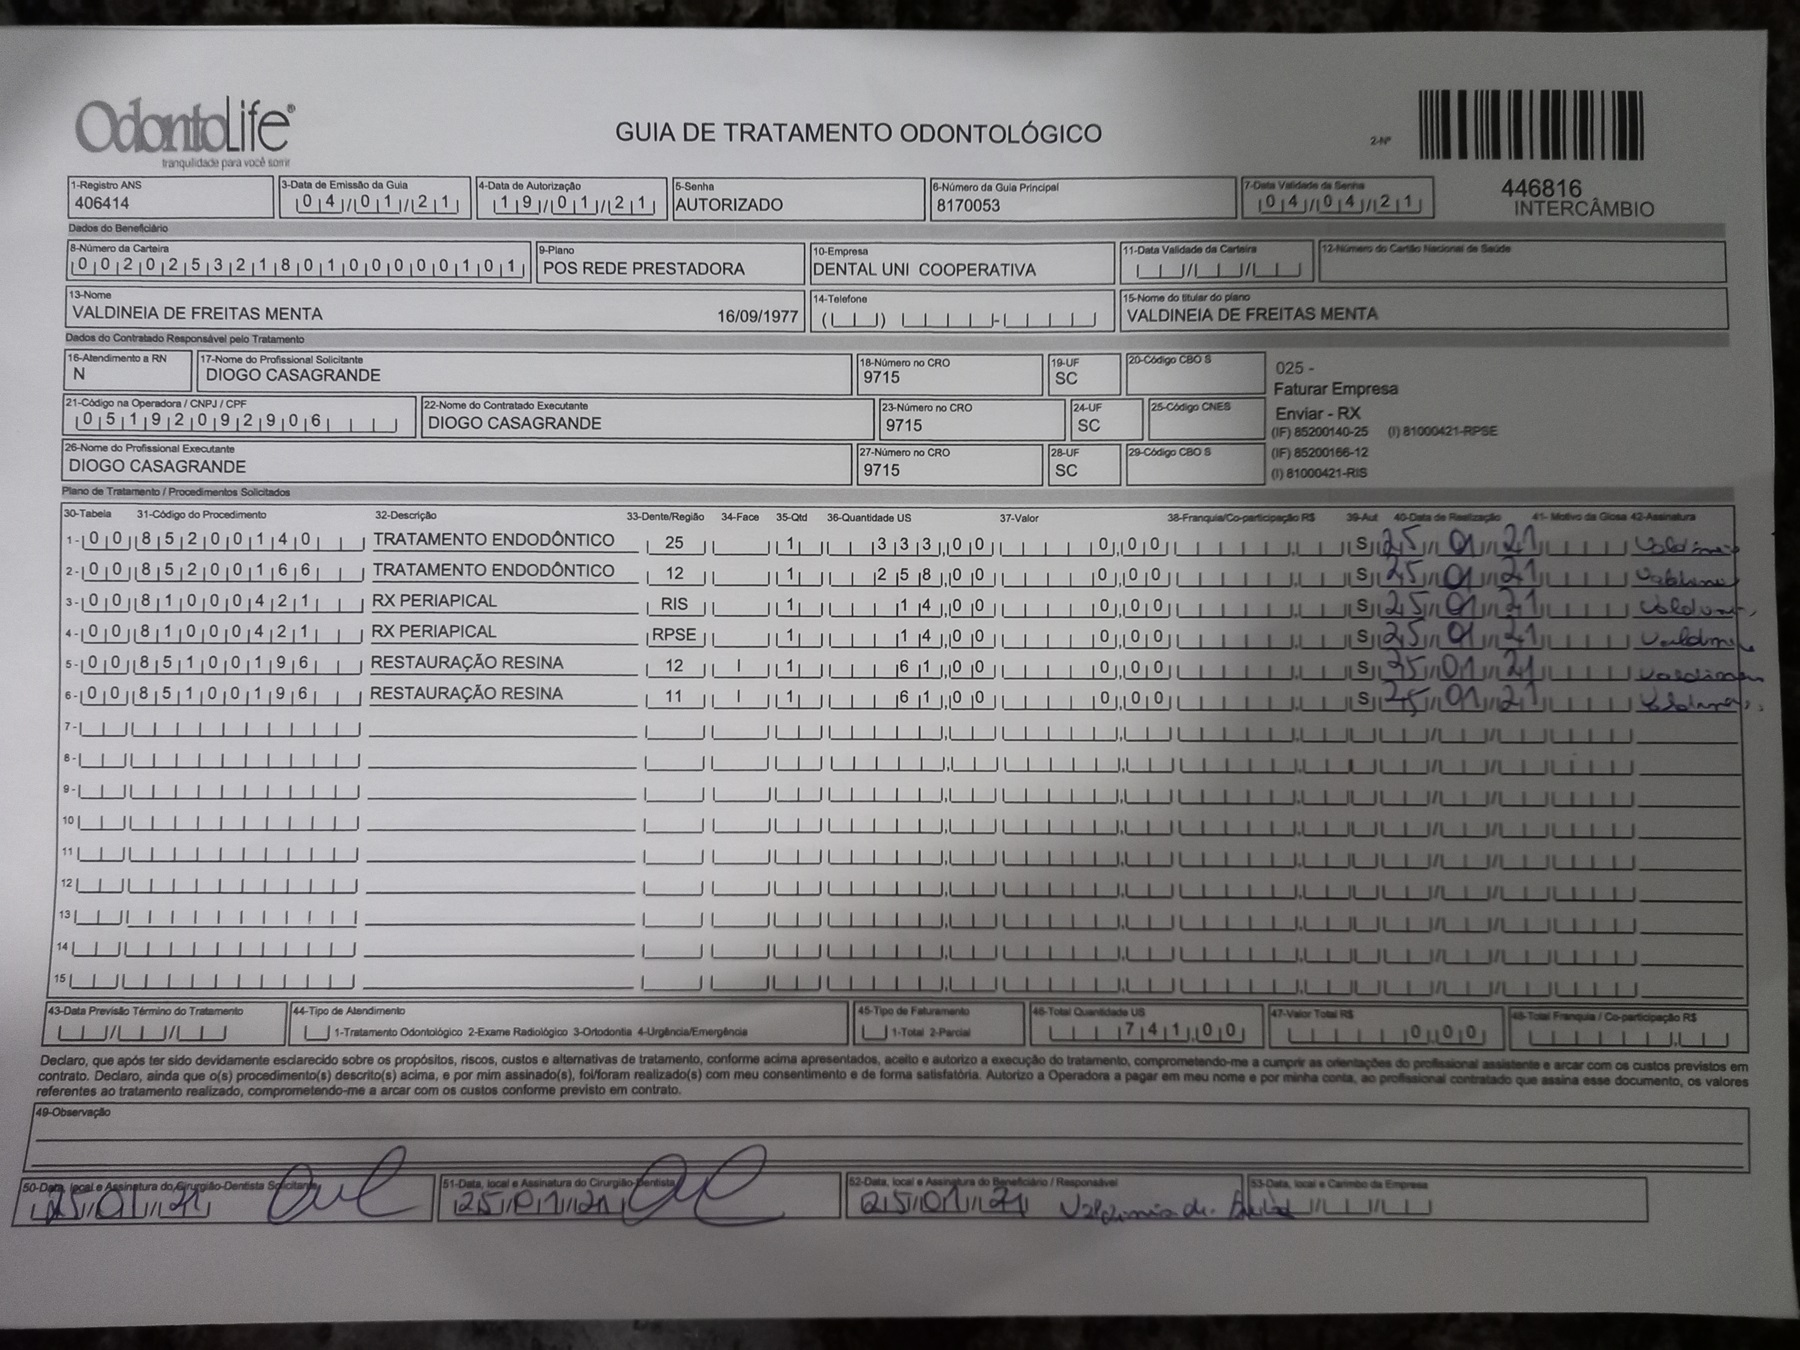 OdontoLife®
tranquilidade para você sorrir
GUIA DE TRATAMENTO ODONTOLÓGICO
2-Nº
446816
INTERCÂMBIO
1-Registro ANS
406414
3-Data de Emissão da Guia
04/01/21
4-Data de Autorização
19/01/21
5-Senha
AUTORIZADO
6-Número da Guia Principal
8170053
7-Data Validade da Senha
04/04/21
Dados do Beneficiário
8-Número da Carteira
00202532180100000101
9-Plano
POS REDE PRESTADORA
10-Empresa
DENTAL UNI COOPERATIVA
11-Data Validade da Carteira
12-Número do Cartão Nacional de Saúde
13-Nome
VALDINEIA DE FREITAS MENTA 16/09/1977
14-Telefone
15-Nome do titular do plano
VALDINEIA DE FREITAS MENTA
Dados do Contratado Responsável pelo Tratamento
16-Atendimento a RN
N
17-Nome do Profissional Solicitante
DIOGO CASAGRANDE
18-Número no CRO
9715
19-UF
SC
20-Código CBO S
025 -
Faturar Empresa
Enviar - RX
(IF) 85200140-25 (I) 81000421-RPSE
(IF) 85200166-12
(I) 81000421-RIS
21-Código na Operadora / CNPJ / CPF
05192092906
22-Nome do Contratado Executante
DIOGO CASAGRANDE
23-Número no CRO
9715
24-UF
SC
25-Código CNES
26-Nome do Profissional Executante
DIOGO CASAGRANDE
27-Número no CRO
9715
28-UF
SC
29-Código CBO S
Plano de Tratamento / Procedimentos Solicitados
30-Tabela 31-Código do Procedimento 32-Descrição 33-Dente/Região 34-Face 35-Qtd 36-Quantidade US 37-Valor 38-Franquia/Co-participação R$ 39-Aut 40-Data de Realização 41- Motivo da Glosa 42-Assinatura
1- 00 85200140 TRATAMENTO ENDODÔNTICO 25 1 333,00 0,00 S 25/01/21
2- 00 85200166 TRATAMENTO ENDODÔNTICO 12 1 258,00 0,00 S 25/01/21
3- 00 81000421 RX PERIAPICAL RIS 1 14,00 0,00 S 25/01/21
4- 00 81000421 RX PERIAPICAL RPSE 1 14,00 0,00 S 25/01/21
5- 00 85100196 RESTAURAÇÃO RESINA 12 I 1 61,00 0,00 S 25/01/21
6- 00 85100196 RESTAURAÇÃO RESINA 11 I 1 61,00 0,00 S 25/01/21
7-
8-
9-
10
11
12
13
14
15
43-Data Previsão Término do Tratamento
44-Tipo de Atendimento
1-Tratamento Odontológico 2-Exame Radiológico 3-Ortodontia 4-Urgência/Emergência
45-Tipo de Faturamento
1-Total 2-Parcial
46-Total Quantidade US
741,00
47-Valor Total R$
0,00
48-Total Franquia / Co-participação R$
Declaro, que após ter sido devidamente esclarecido sobre os propósitos, riscos, custos e alternativas de tratamento, conforme acima apresentados, aceito e autorizo a execução do tratamento, comprometendo-me a cumprir as orientações do profissional assistente e arcar com os custos previstos em
contrato. Declaro, ainda que o(s) procedimento(s) descrito(s) acima, e por mim assinado(s), foi/foram realizado(s) com meu consentimento e de forma satisfatória. Autorizo a Operadora a pagar em meu nome e por minha conta, ao profissional contratado que assina esse documento, os valores
referentes ao tratamento realizado, comprometendo-me a arcar com os custos conforme previsto em contrato.
49-Observação
50-Data, local e Assinatura do Cirurgião-Dentista Solicitante
25/01/21
51-Data, local e Assinatura do Cirurgião-Dentista
25/01/21
52-Data, local e Assinatura do Beneficiário / Responsável
25/01/21
53-Data, local e Carimbo da Empresa